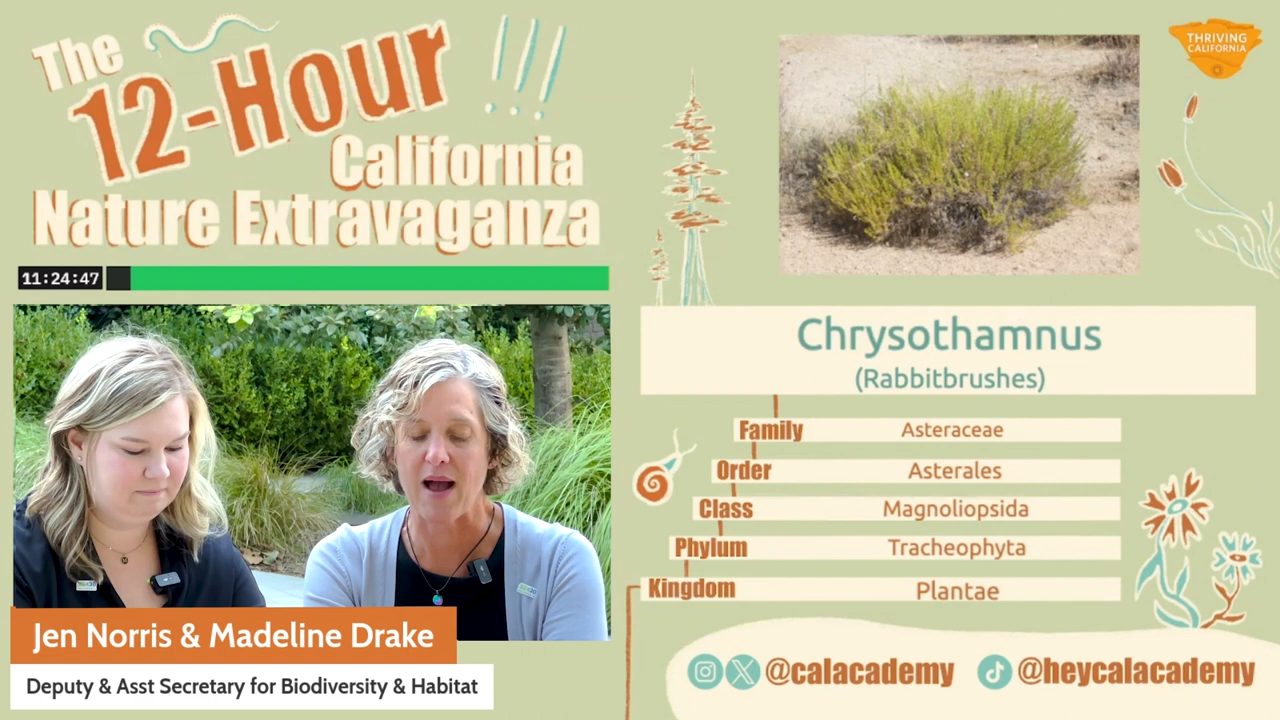 The
12-Hour
!!!
California
Nature Extravaganza
11:24:47
Jen Norris & Madeline Drake
Deputy & Asst Secretary for Biodiversity & Habitat
THRIVING
CALIFORNIA
Chrysothamnus
(Rabbitbrushes)
Family Asteraceae
Order Asterales
Class Magnoliopsida
Phylum Tracheophyta
Kingdom Plantae
@calacademy @heycalacademy